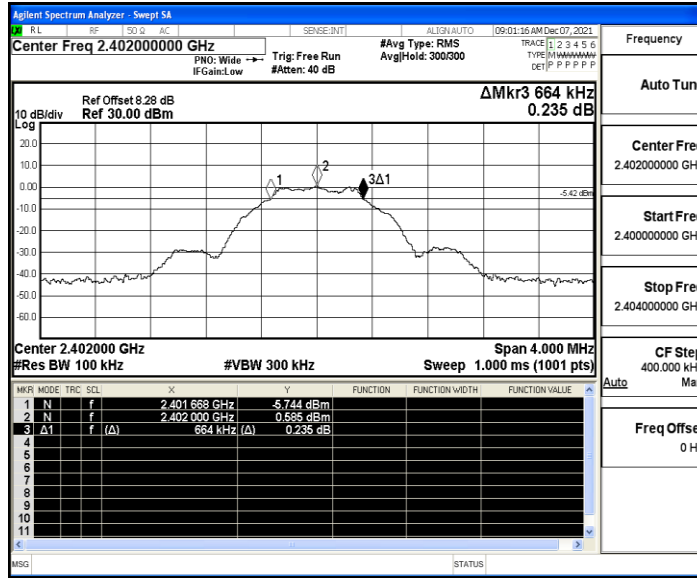 Agilent Spectrum Analyzer - Swept SA
RL RF 50 Ω AC SENSE:INT ALIGNAUTO 09:01:16 AM Dec 07, 2021
Center Freq 2.402000000 GHz
PNO: Wide
IFGain:Low
Trig: Free Run
#Atten: 40 dB
#Avg Type: RMS
Avg|Hold: 300/300
TRACE 1 2 3 4 5 6
TYPE M WWWWW
DET P P P P P P
Ref Offset 8.28 dB
10 dB/div Ref 30.00 dBm
Log
ΔMkr3 664 kHz
0.235 dB
20.0
10.0
0.00
-10.0
-20.0
-30.0
-40.0
-50.0
-60.0
1
2
3Δ1
-5.42 dBm
Center 2.402000 GHz Span 4.000 MHz
#Res BW 100 kHz #VBW 300 kHz Sweep 1.000 ms (1001 pts)
MKR MODE TRC SCL X Y FUNCTION FUNCTION WIDTH FUNCTION VALUE
1 N f 2.401 668 GHz -5.744 dBm
2 N f 2.402 000 GHz 0.585 dBm
3 Δ1 f (Δ) 664 kHz (Δ) 0.235 dB
4
5
6
7
8
9
10
11
MSG STATUS
Frequency
Auto Tun
Center Fre
2.402000000 GH
Start Fre
2.400000000 GH
Stop Fre
2.404000000 GH
CF Step
400.000 kH
Auto Ma
Freq Offse
0 H